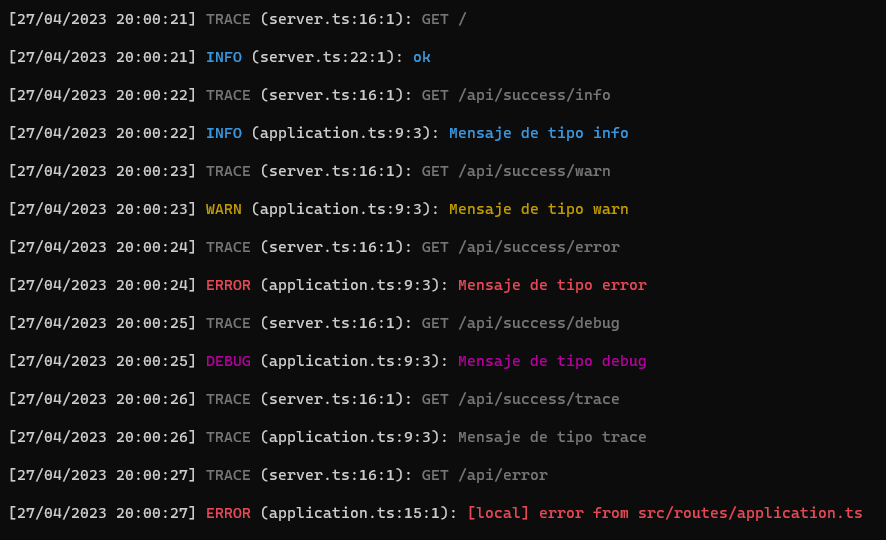 [27/04/2023 20:00:21] TRACE (server.ts:16:1): GET /
[27/04/2023 20:00:21] INFO (server.ts:22:1): ok
[27/04/2023 20:00:22] TRACE (server.ts:16:1): GET /api/success/info
[27/04/2023 20:00:22] INFO (application.ts:9:3): Mensaje de tipo info
[27/04/2023 20:00:23] TRACE (server.ts:16:1): GET /api/success/warn
[27/04/2023 20:00:23] WARN (application.ts:9:3): Mensaje de tipo warn
[27/04/2023 20:00:24] TRACE (server.ts:16:1): GET /api/success/error
[27/04/2023 20:00:24] ERROR (application.ts:9:3): Mensaje de tipo error
[27/04/2023 20:00:25] TRACE (server.ts:16:1): GET /api/success/debug
[27/04/2023 20:00:25] DEBUG (application.ts:9:3): Mensaje de tipo debug
[27/04/2023 20:00:26] TRACE (server.ts:16:1): GET /api/success/trace
[27/04/2023 20:00:26] TRACE (application.ts:9:3): Mensaje de tipo trace
[27/04/2023 20:00:27] TRACE (server.ts:16:1): GET /api/error
[27/04/2023 20:00:27] ERROR (application.ts:15:1): [local] error from src/routes/application.ts